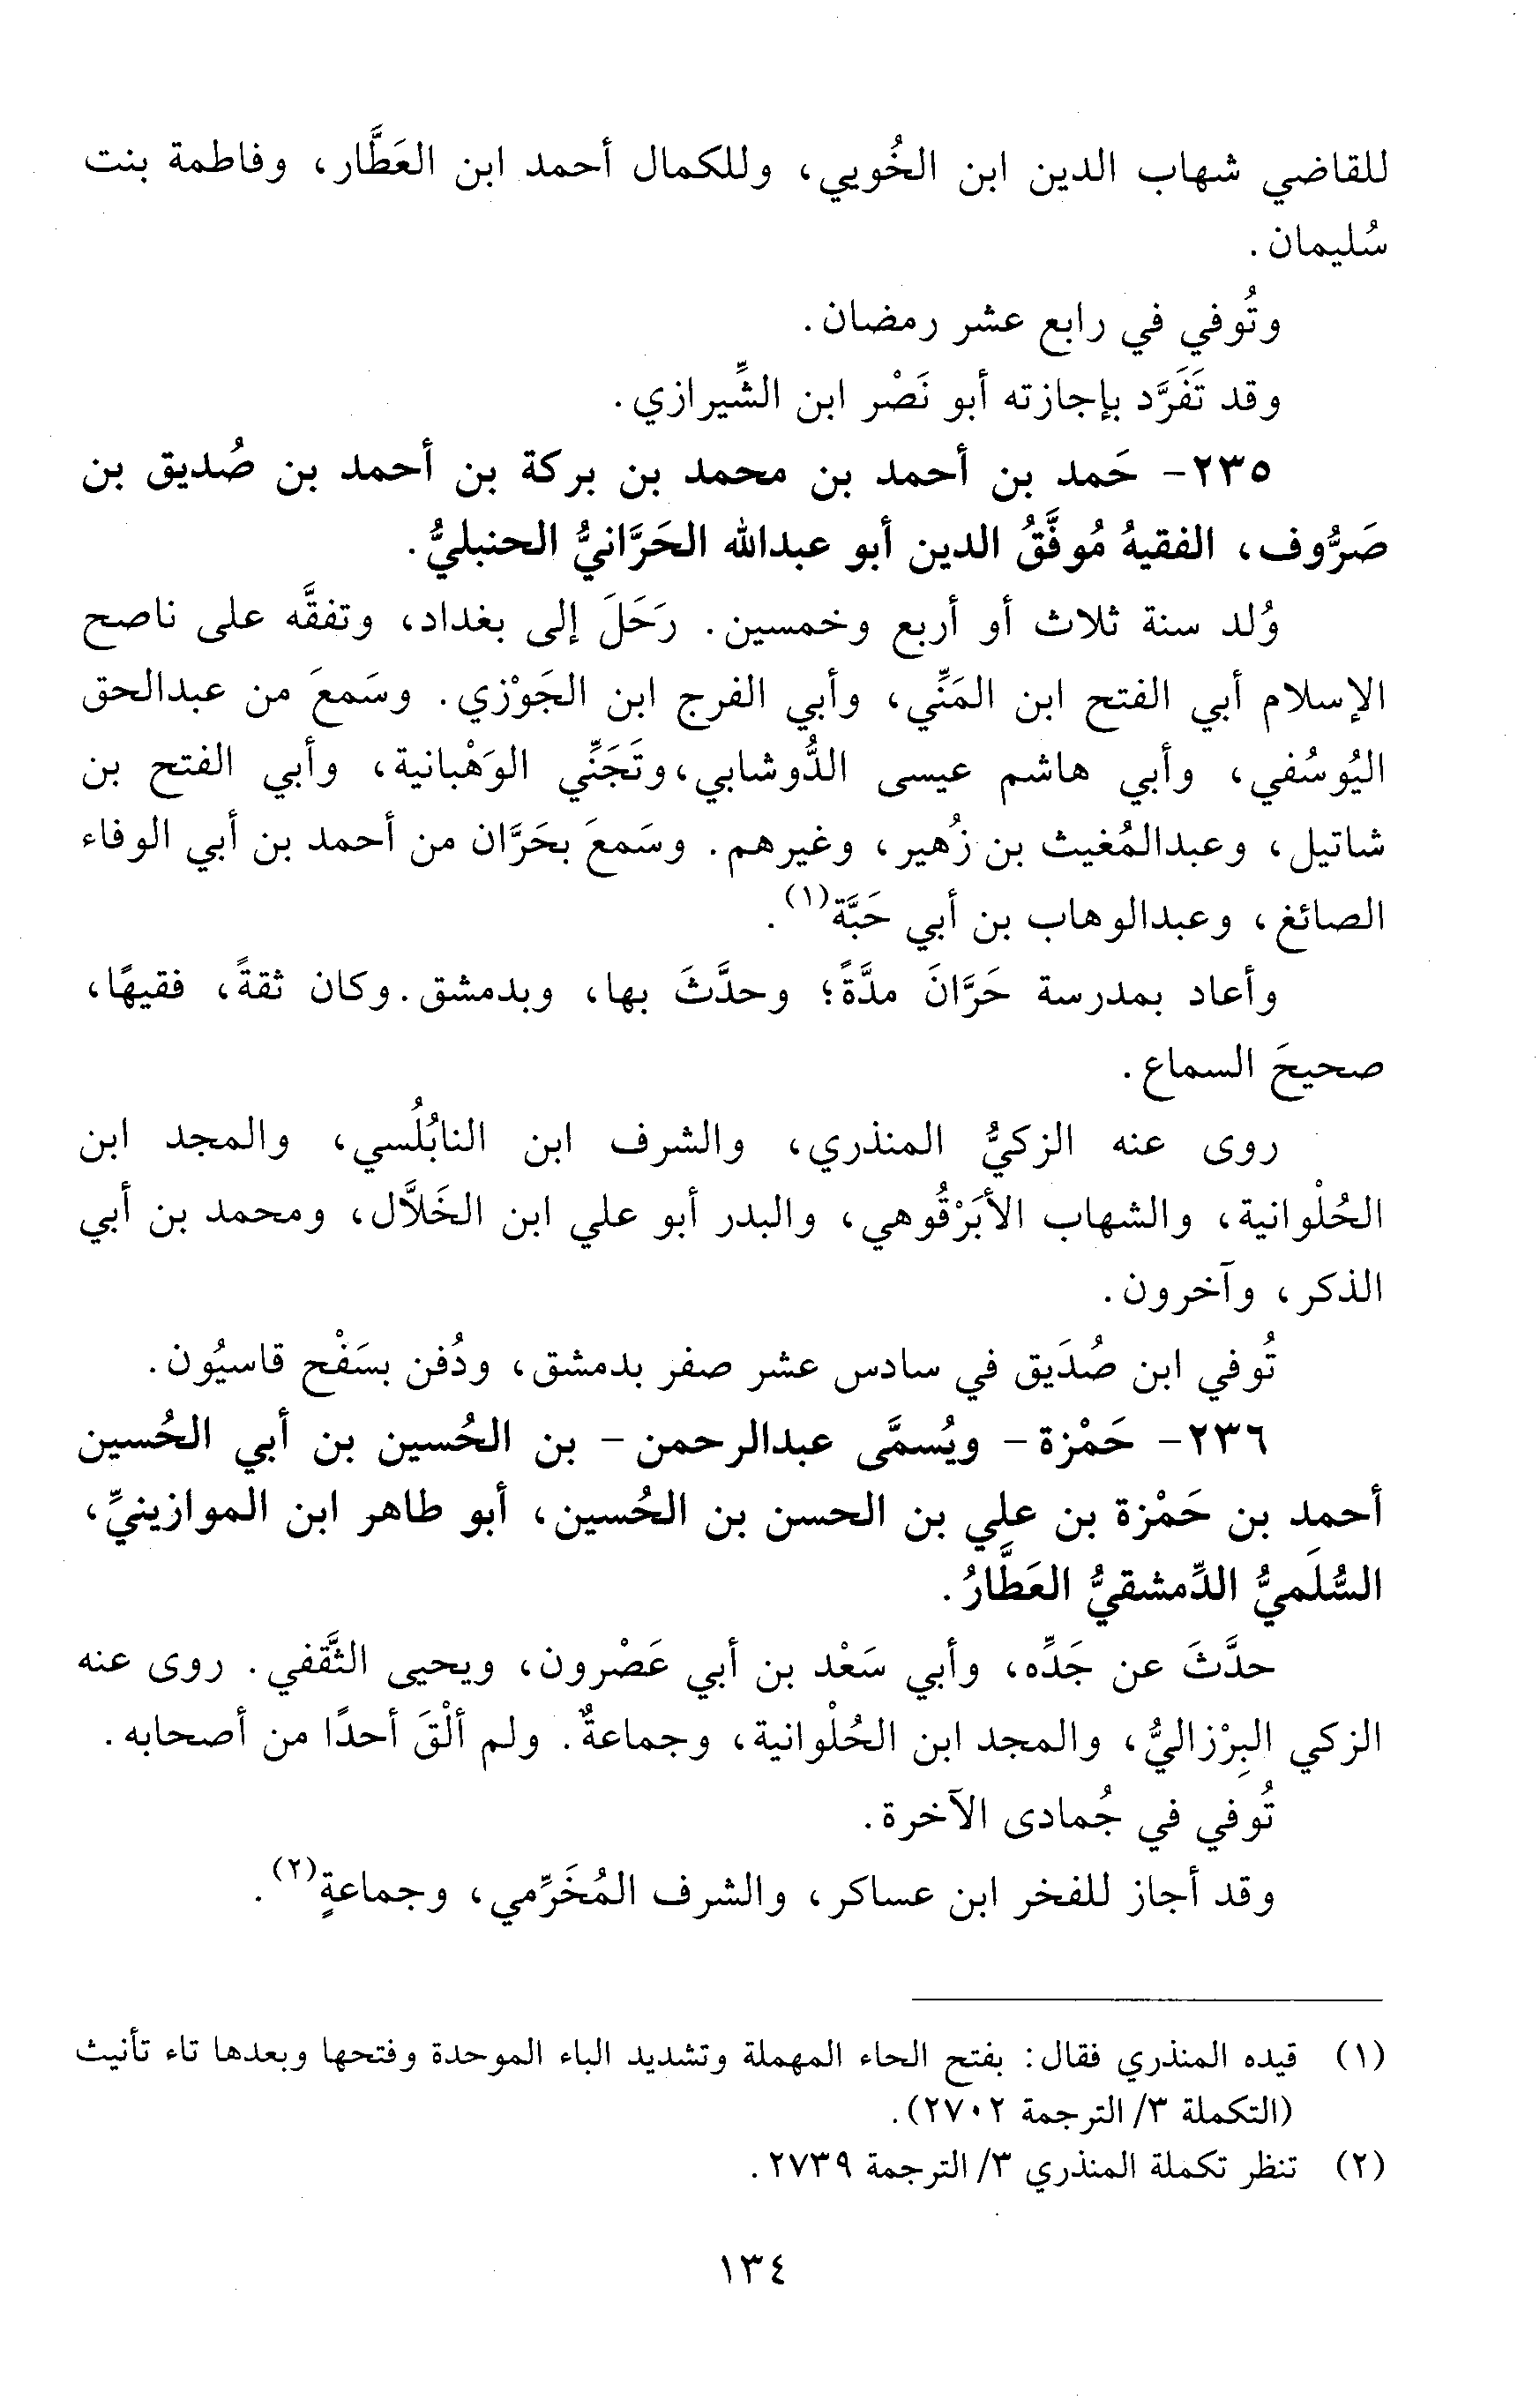 للقاضي شهاب الدين ابن الخُويي، وللكمال أحمد ابن العَطَّار، وفاطمة بنت
سُليمان.
وتُوفي في رابع عشر رمضان.
وقد تَفَرَّد بإجازته أبو نَصْر ابن الشِّيرازي.
٢٣٥- حَمد بن أحمد بن محمد بن بركة بن أحمد بن صُديق بن
صَرُّوف، الفقيهُ مُوفَّقُ الدين أبو عبدالله الحَرَّانيُّ الحنبليُّ.
وُلد سنة ثلاث أو أربع وخمسين. رَحَلَ إلى بغداد، وتفقَّه على ناصح
الإسلام أبي الفتح ابن المَنِّي، وأبي الفرج ابن الجَوْزي. وسَمعَ من عبدالحق
اليُوسُفي، وأبي هاشم عيسى الدُّوشابي، وتَجَنِّي الوَهْبانية، وأبي الفتح بن
شاتيل، وعبدالمُغيث بن زُهير، وغيرهم. وسَمعَ بحَرَّان من أحمد بن أبي الوفاء
الصائغ، وعبدالوهاب بن أبي حَبَّة(١).
وأعاد بمدرسة حَرَّانَ مدَّةً؛ وحدَّثَ بها، وبدمشق. وكان ثقةً، فقيهًا،
صحيحَ السماع.
روى عنه الزكيُّ المنذري، والشرف ابن النابُلُسي، والمجد ابن
الحُلْوانية، والشهاب الأبَرْقُوهي، والبدر أبو علي ابن الخَلاَّل، ومحمد بن أبي
الذكر، وآخرون.
تُوفي ابن صُدَيق في سادس عشر صفر بدمشق، ودُفن بسَفْح قاسيُون.
٢٣٦- حَمْزة - ويُسمَّى عبدالرحمن - بن الحُسين بن أبي الحُسين
أحمد بن حَمْزة بن علي بن الحسن بن الحُسين، أبو طاهر ابن الموازينيِّ،
السُّلَميُّ الدِّمشقيُّ العَطَّارُ.
حدَّثَ عن جَدِّه، وأبي سَعْد بن أبي عَصْرون، ويحيى الثَّقفي. روى عنه
الزكي البِرْزاليُّ، والمجد ابن الحُلْوانية، وجماعةٌ. ولم ألْقَ أحدًا من أصحابه.
تُوفي في جُمادى الآخرة.
وقد أجاز للفخر ابن عساكر، والشرف المُخَرِّمي، وجماعةٍ(٢).
(١) قيده المنذري فقال: بفتح الحاء المهملة وتشديد الباء الموحدة وفتحها وبعدها تاء تأنيث
(التكملة ٣/ الترجمة ٢٧٠٢).
(٢) تنظر تكملة المنذري ٣/ الترجمة ٢٧٣٩.
١٣٤